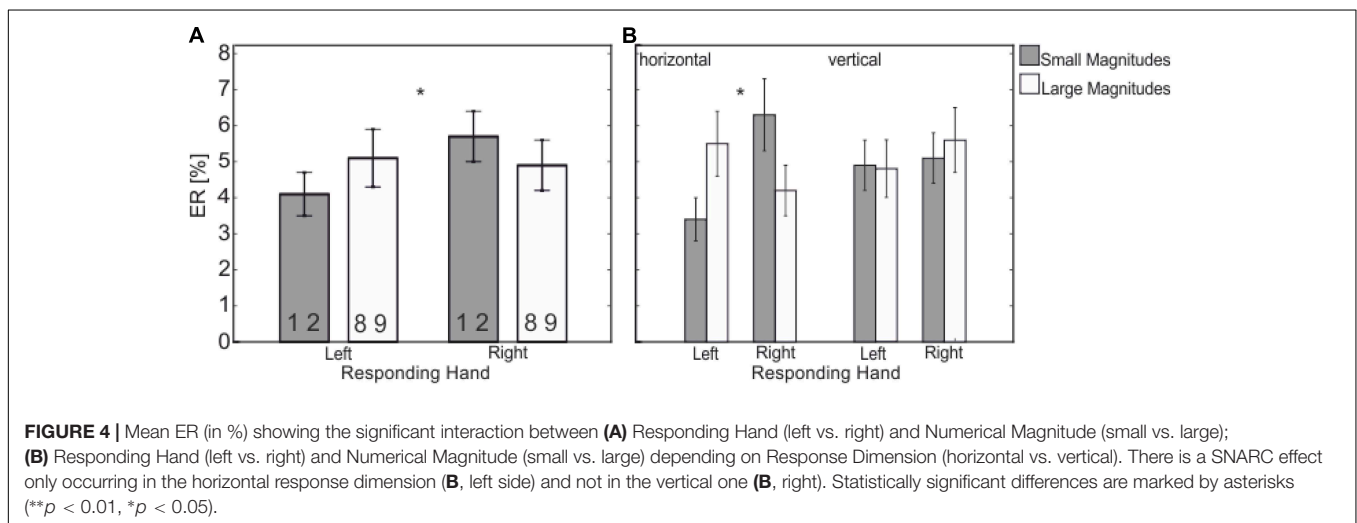 A
8
7
6
5
4
3
2
1
0
ER [%]
*
1 2
8 9
1 2
8 9
Left
Right
Responding Hand
B
horizontal
vertical
*
Left
Right
Left
Right
Responding Hand
Small Magnitudes
Large Magnitudes
FIGURE 4 | Mean ER (in %) showing the significant interaction between (A) Responding Hand (left vs. right) and Numerical Magnitude (small vs. large);
(B) Responding Hand (left vs. right) and Numerical Magnitude (small vs. large) depending on Response Dimension (horizontal vs. vertical). There is a SNARC effect
only occurring in the horizontal response dimension (B, left side) and not in the vertical one (B, right). Statistically significant differences are marked by asterisks
(**p < 0.01, *p < 0.05).